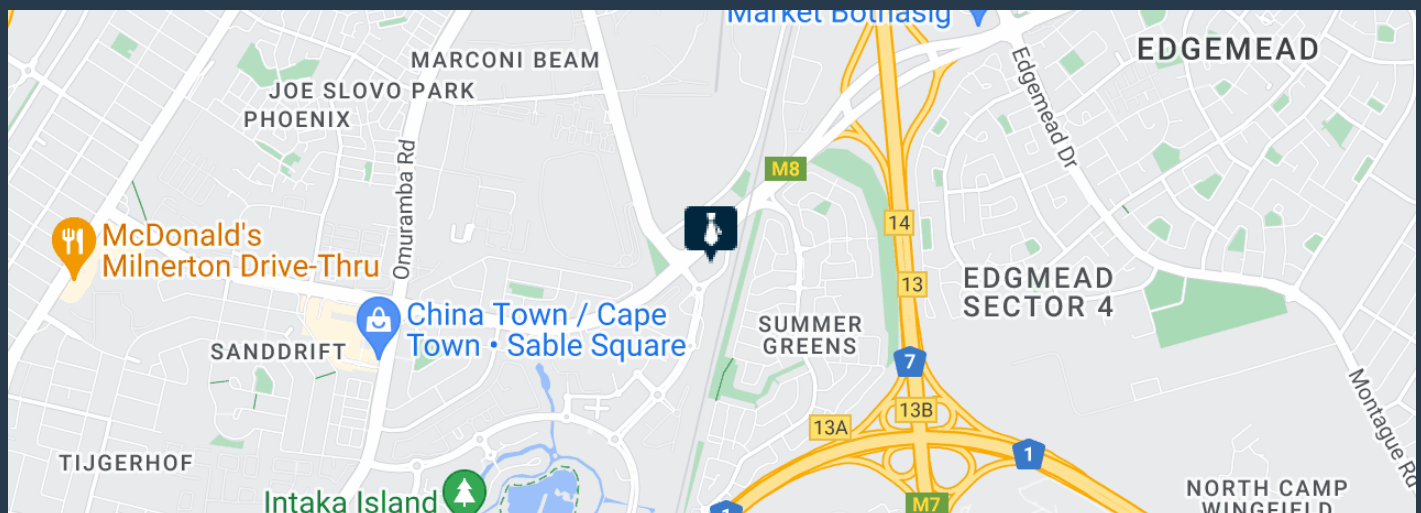 Market Bothasig
EDGEMEAD
MARCONI BEAM
JOE SLOVO PARK
PHOENIX
Edgemead Dr
Omuramba Rd
M8
14
McDonald's
Milnerton Drive-Thru
13
EDGMEAD
SECTOR 4
China Town / Cape
Town • Sable Square
SUMMER
GREENS
SANDDRIFT
7
13B
13A
Montague Rd
1
TIJGERHOF
Intaka Island
NORTH CAMP
WINGFIELD
M7
1